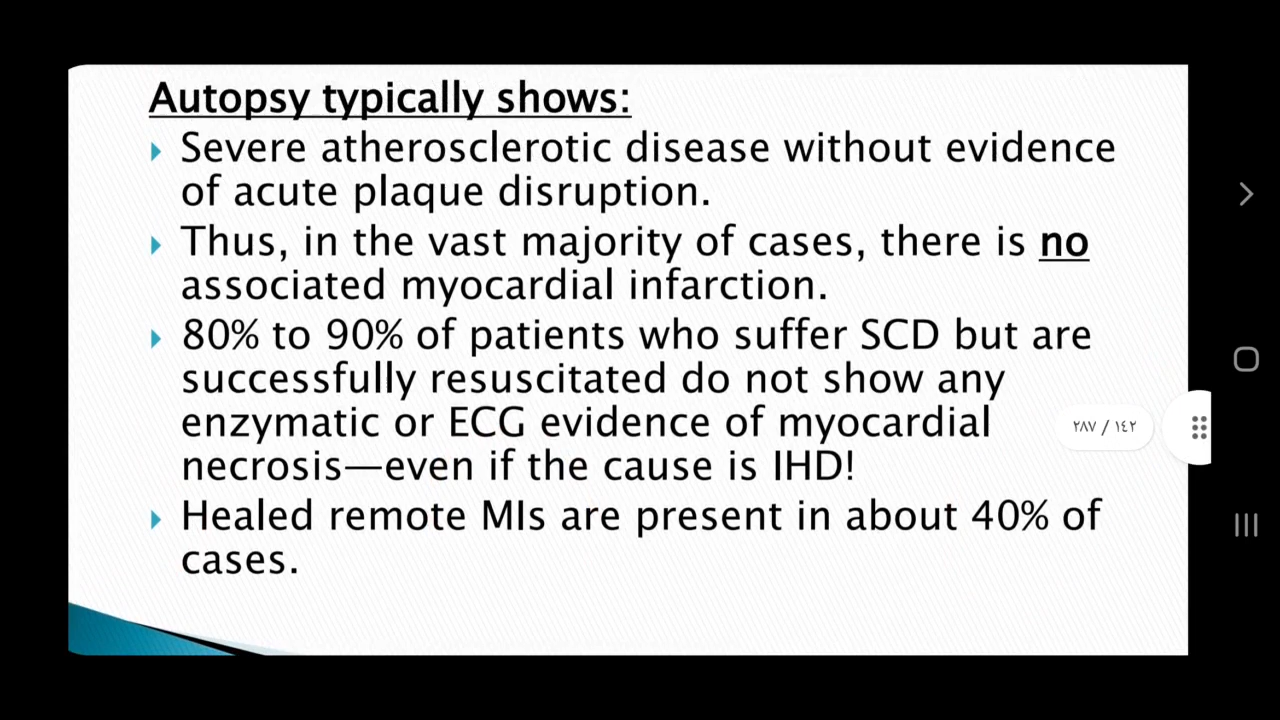 Autopsy typically shows:
Severe atherosclerotic disease without evidence
of acute plaque disruption.
Thus, in the vast majority of cases, there is no
associated myocardial infarction.
80% to 90% of patients who suffer SCD but are
successfully resuscitated do not show any
enzymatic or ECG evidence of myocardial
necrosis—even if the cause is IHD!
Healed remote MIs are present in about 40% of
cases.
٢٨٧ / ١٤٢